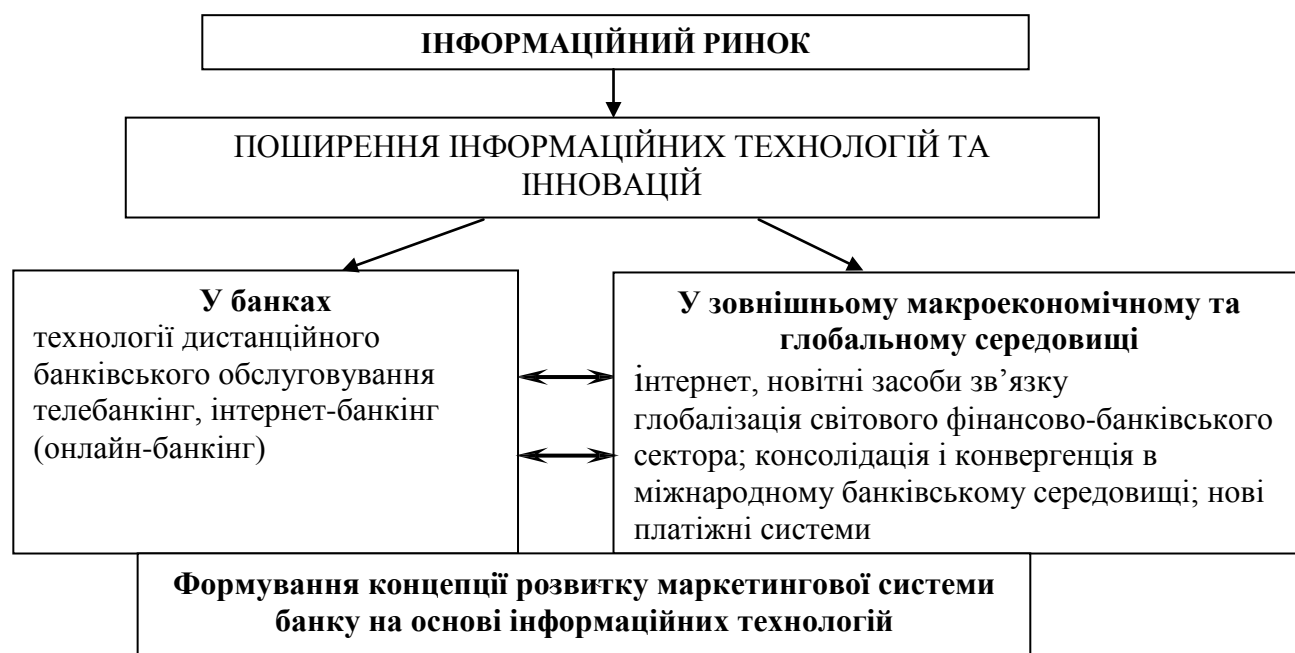 ІНФОРМАЦІЙНИЙ РИНОК
ПОШИРЕННЯ ІНФОРМАЦІЙНИХ ТЕХНОЛОГІЙ ТА
ІННОВАЦІЙ
У банках
технології дистанційного
банківського обслуговування
телебанкінг, інтернет-банкінг
(онлайн-банкінг)
У зовнішньому макроекономічному та
глобальному середовищі
інтернет, новітні засоби зв’язку
глобалізація світового фінансово-банківського
сектора; консолідація і конвергенція в
міжнародному банківському середовищі; нові
платіжні системи
Формування концепції розвитку маркетингової системи
банку на основі інформаційних технологій